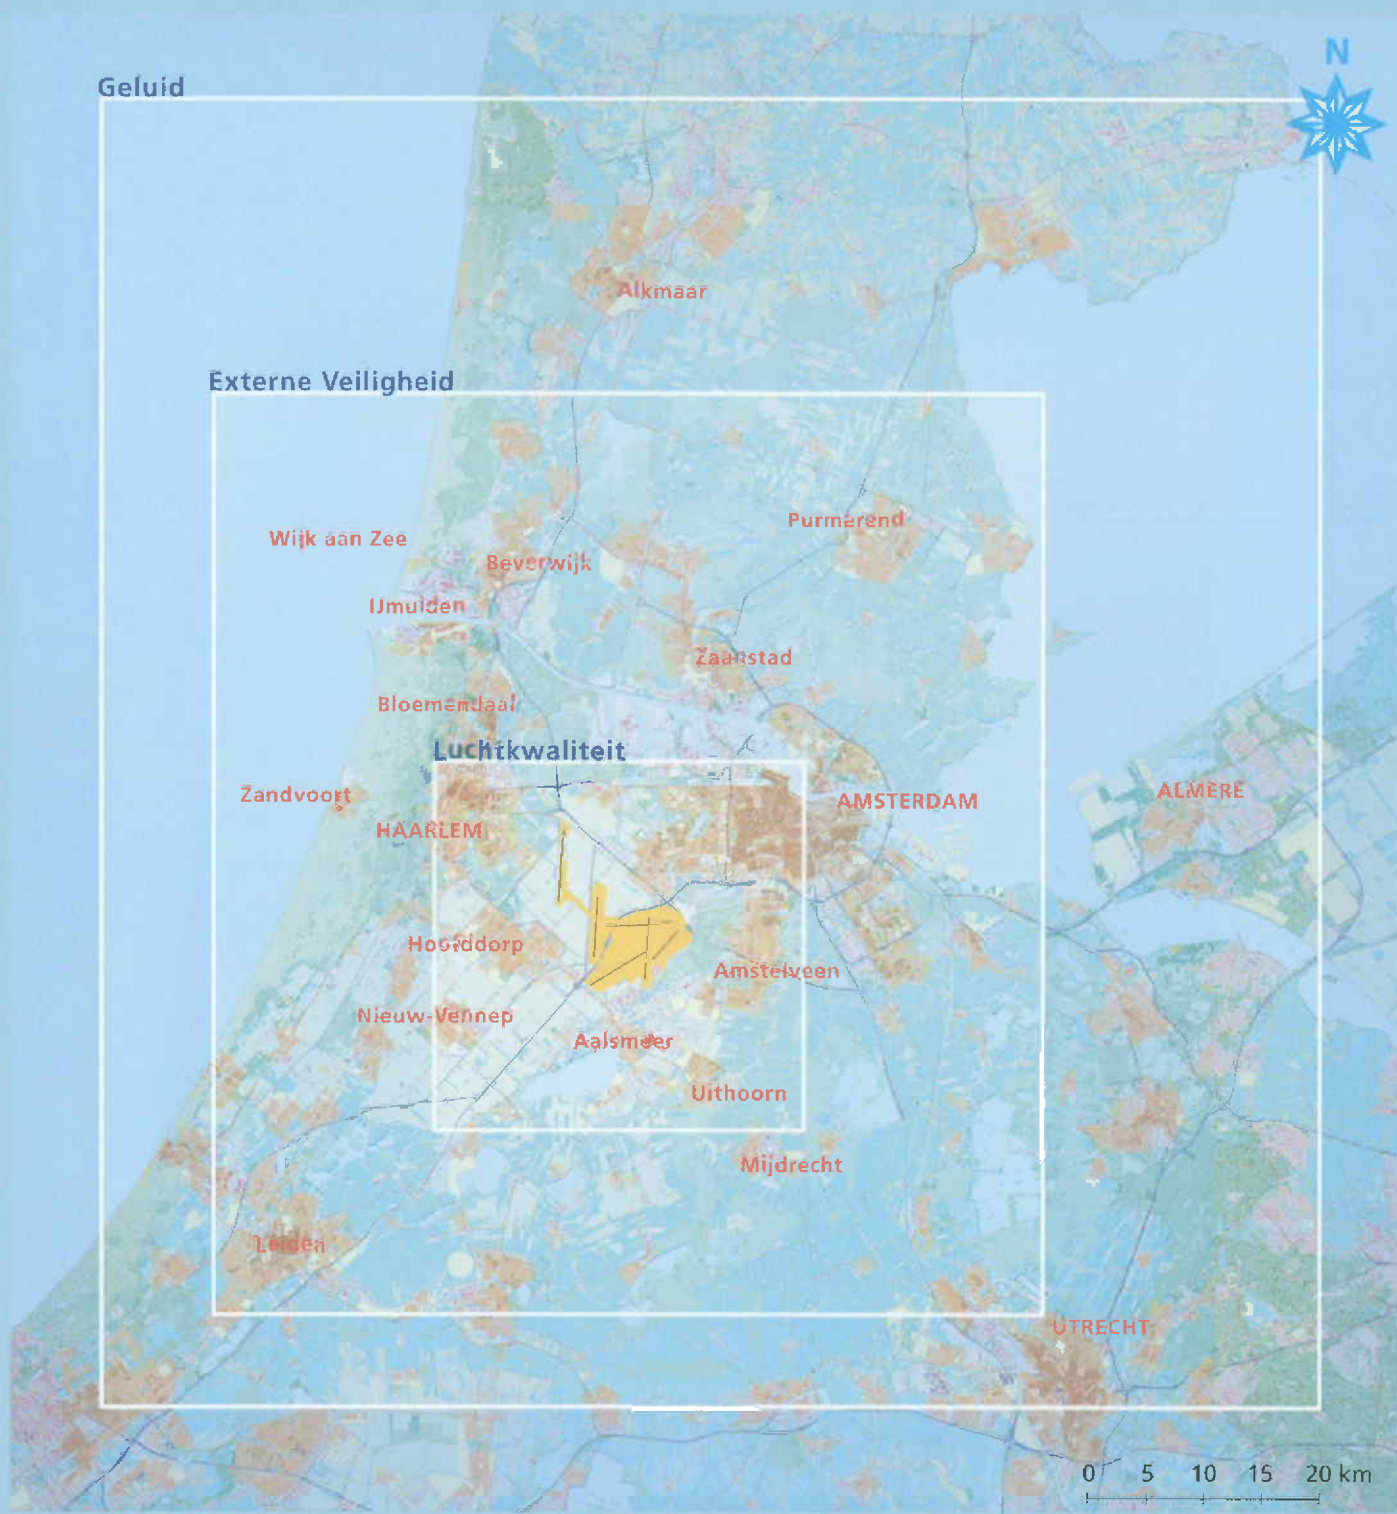 N
Geluid
Alkmaar
Externe Veiligheid
Purmerend
Wijk aan Zee
Beverwijk
IJmuiden
Zaanstad
Bloemendaal
Luchtkwaliteit
ALMERE
Zandvoort
AMSTERDAM
HAARLEM
Hoofddorp
Amstelveen
Nieuw-Vennep
Aalsmeer
Uithoorn
Mijdrecht
Leiden
UTRECHT
0 5 10 15 20 km